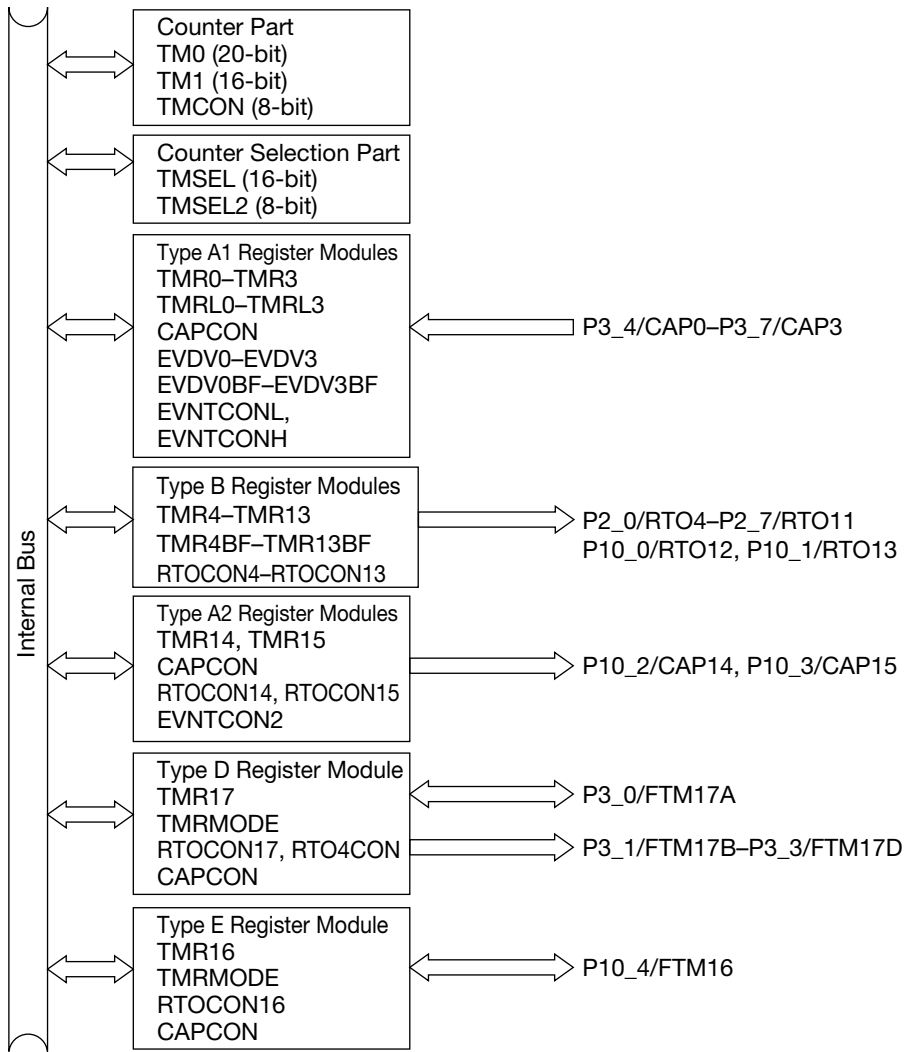 Internal Bus
Counter Part
TM0 (20-bit)
TM1 (16-bit)
TMCON (8-bit)
Counter Selection Part
TMSEL (16-bit)
TMSEL2 (8-bit)
Type A1 Register Modules
TMR0–TMR3
TMRL0–TMRL3
CAPCON
EVDV0–EVDV3
EVDV0BF–EVDV3BF
EVNTCONL,
EVNTCONH
P3_4/CAP0–P3_7/CAP3
Type B Register Modules
TMR4–TMR13
TMR4BF–TMR13BF
RTOCON4–RTOCON13
P2_0/RTO4–P2_7/RTO11
P10_0/RTO12, P10_1/RTO13
Type A2 Register Modules
TMR14, TMR15
CAPCON
RTOCON14, RTOCON15
EVNTCON2
P10_2/CAP14, P10_3/CAP15
Type D Register Module
TMR17
TMRMODE
RTOCON17, RTO4CON
CAPCON
P3_0/FTM17A
P3_1/FTM17B–P3_3/FTM17D
Type E Register Module
TMR16
TMRMODE
RTOCON16
CAPCON
P10_4/FTM16